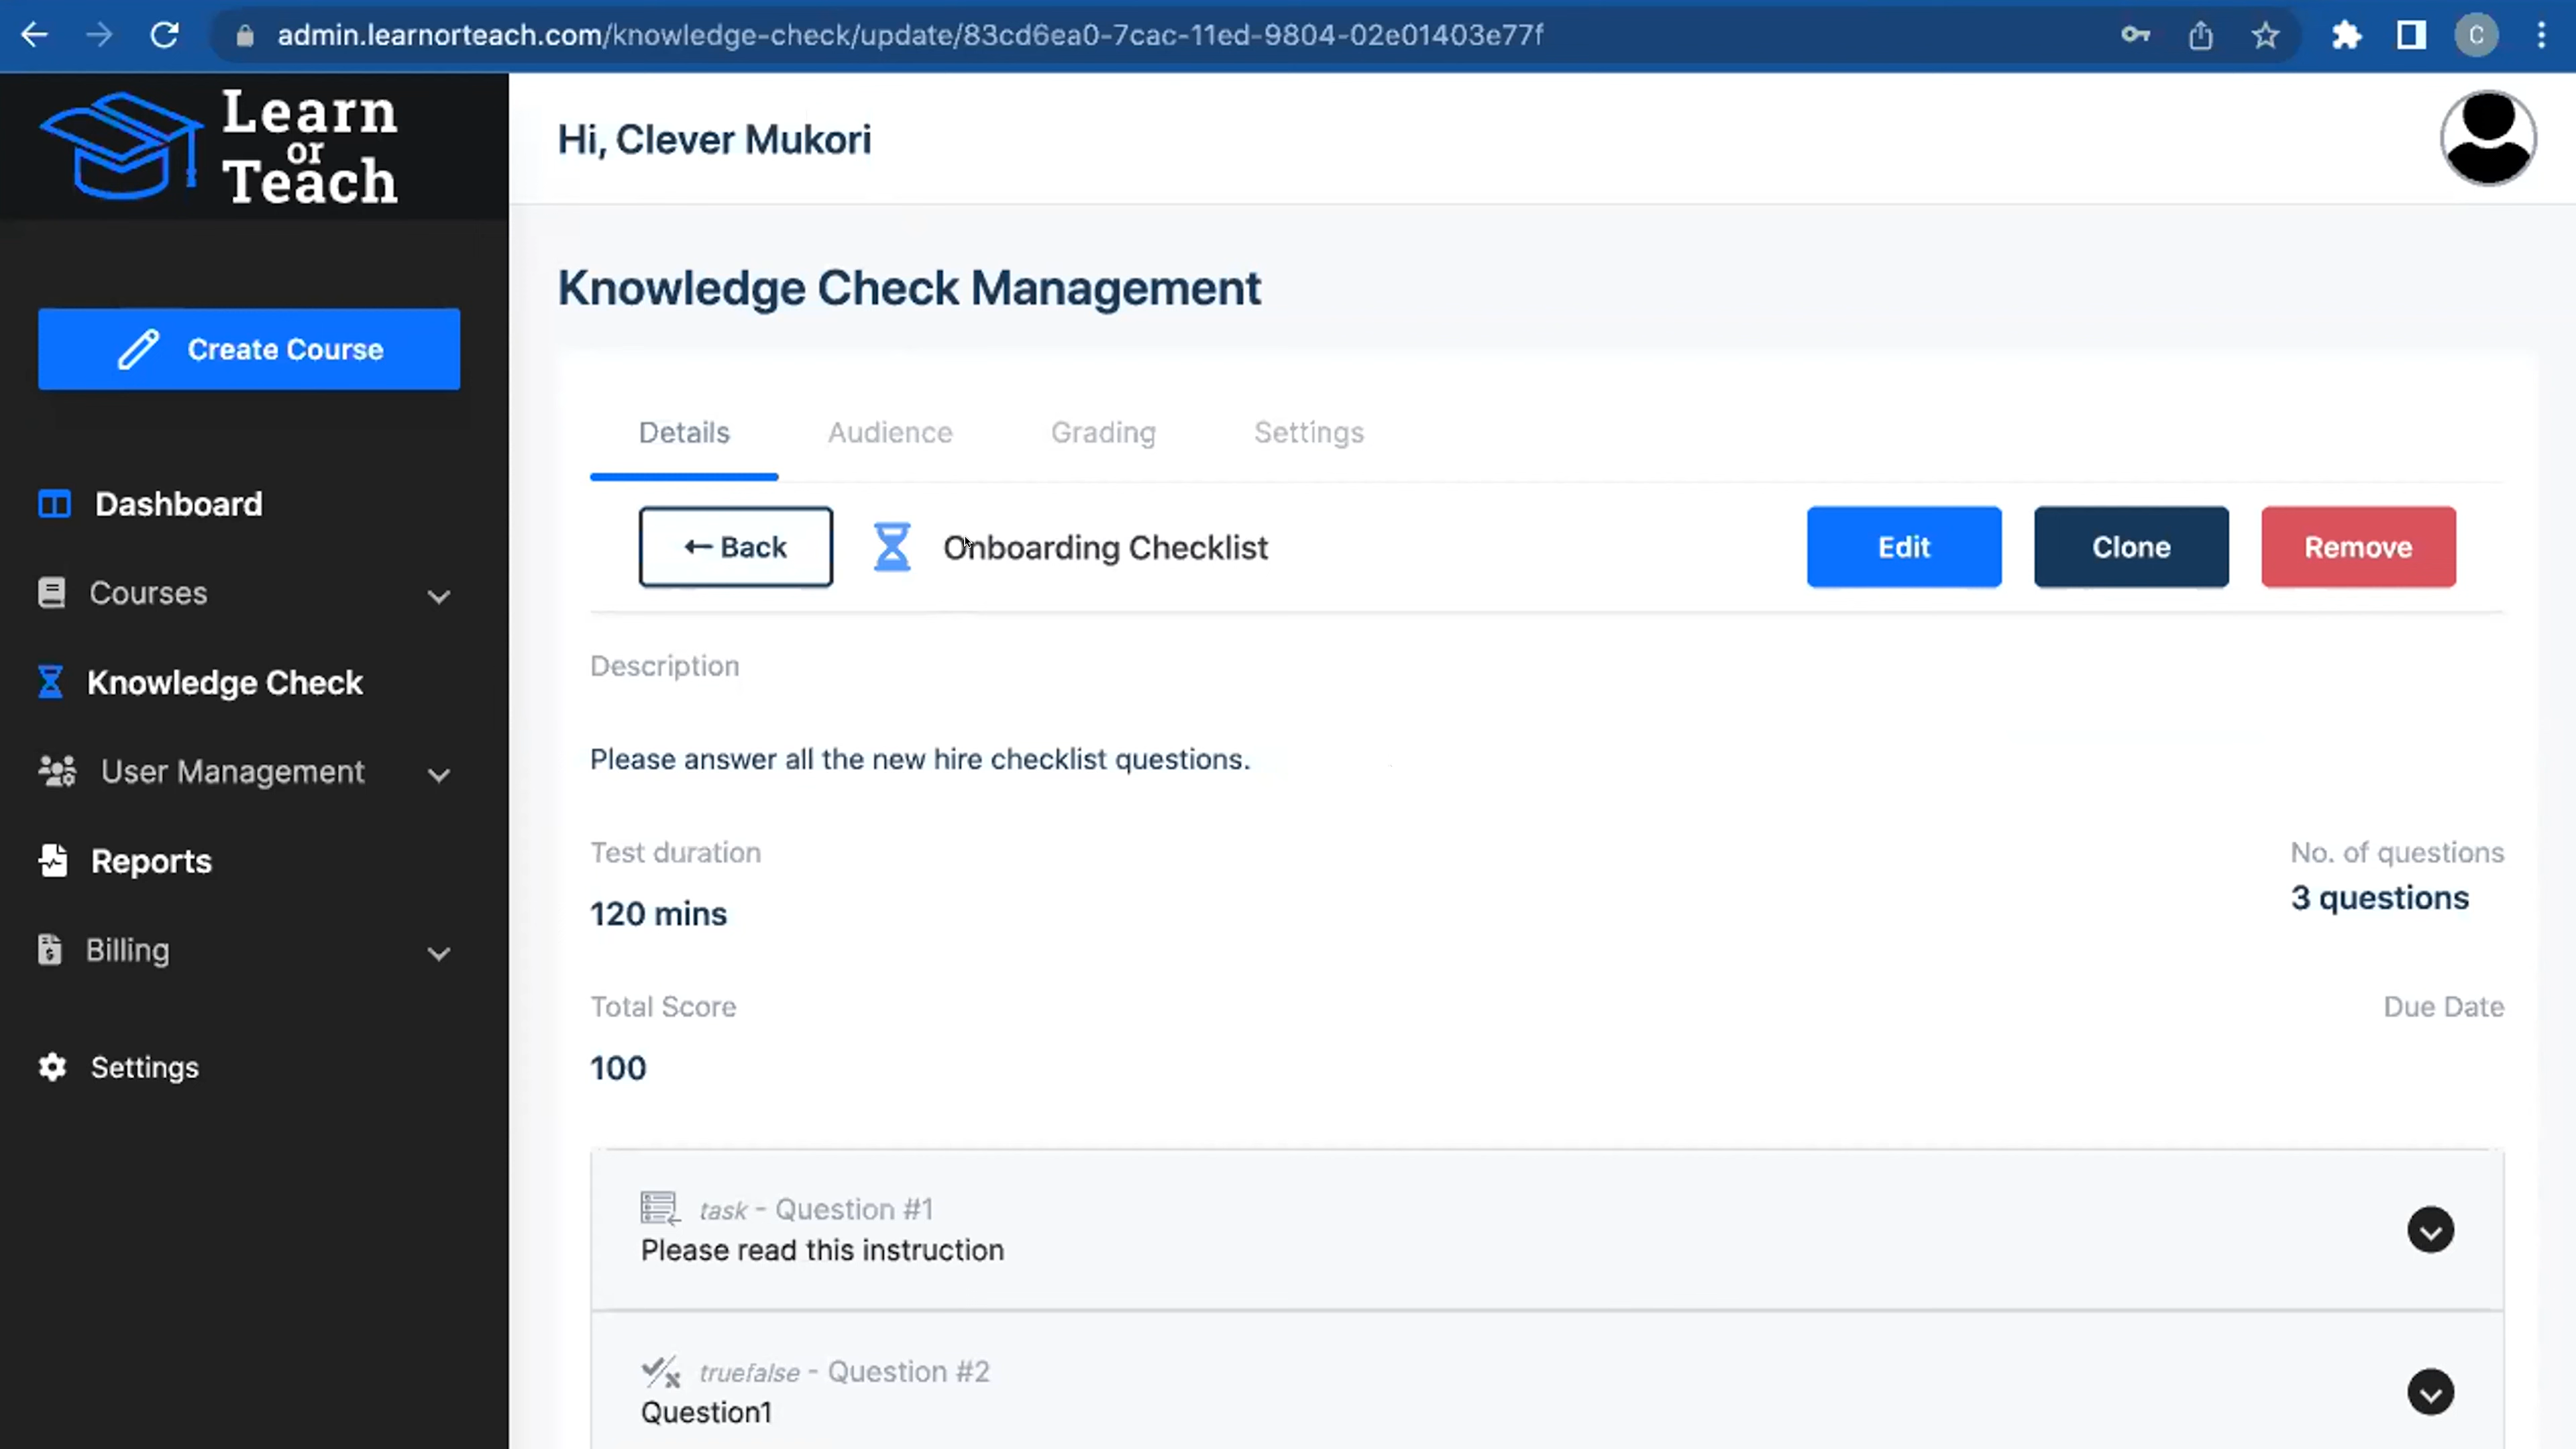 admin.learnorteach.com/knowledge-check/update/83cd6ea0-7cac-11ed-9804-02e01403e77f
C
Learn
or
Teach
Hi, Clever Mukori
Create Course
Dashboard
Courses
Knowledge Check
User Management
Reports
Billing
Settings
Knowledge Check Management
Details Audience Grading Settings
← Back Onboarding Checklist Edit Clone Remove
Description
Please answer all the new hire checklist questions.
Test duration No. of questions
120 mins 3 questions
Total Score Due Date
100
task - Question #1
Please read this instruction
truefalse - Question #2
Question1